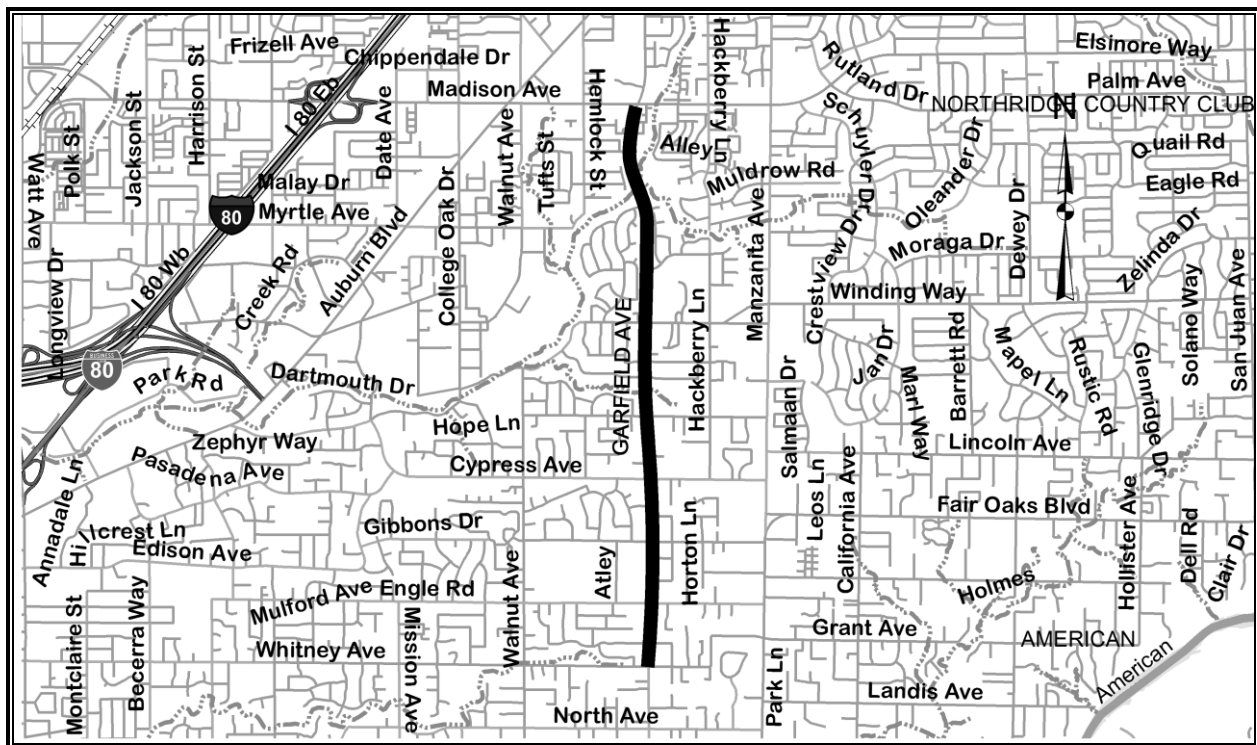 Frizell Ave
Chippendale Dr
Elsinore Way
Palm Ave
Harrison St
I 80 EB
Madison Ave
Hemlock St
Hackberry Ln
Rutland Dr
NORTHRIDGE COUNTRY CLUB
N
Jackson St
Polk St
Watt Ave
Date Ave
Walnut Ave
Tufts St
Alley
Schuyler Dr
Quail Rd
Eagle Rd
Malay Dr
Myrtle Ave
80
College Oak Dr
Muldrow Rd
Manzanita Ave
Oleander Dr
Moraga Dr
Dewey Dr
Zelinda Dr
Longview Dr
I 80 Wb
Creek Rd
Auburn Blvd
Crestview Dr
Winding Way
Solano Way
San Juan Ave
BUSINESS
80
Park Rd
Dartmouth Dr
GARFIELD AVE
Hackberry Ln
Salmaan Dr
Jan Dr
Marl Way
Barrett Rd
Mapel Ln
Rustic Rd
Glenridge Dr
Hope Ln
Zephyr Way
Cypress Ave
Lincoln Ave
Pasadena Ave
Annadale Ln
Hillcrest Ln
Edison Ave
Gibbons Dr
Leos Ln
California Ave
Fair Oaks Blvd
Hollister Ave
Dell Rd
Clair Dr
Walnut Ave
Atley
Horton Ln
Engle Rd
Mulford Ave
Holmes
Montclaire St
Becerra Way
Whitney Ave
Mission Ave
Grant Ave
AMERICAN
American
Park Ln
Landis Ave
North Ave